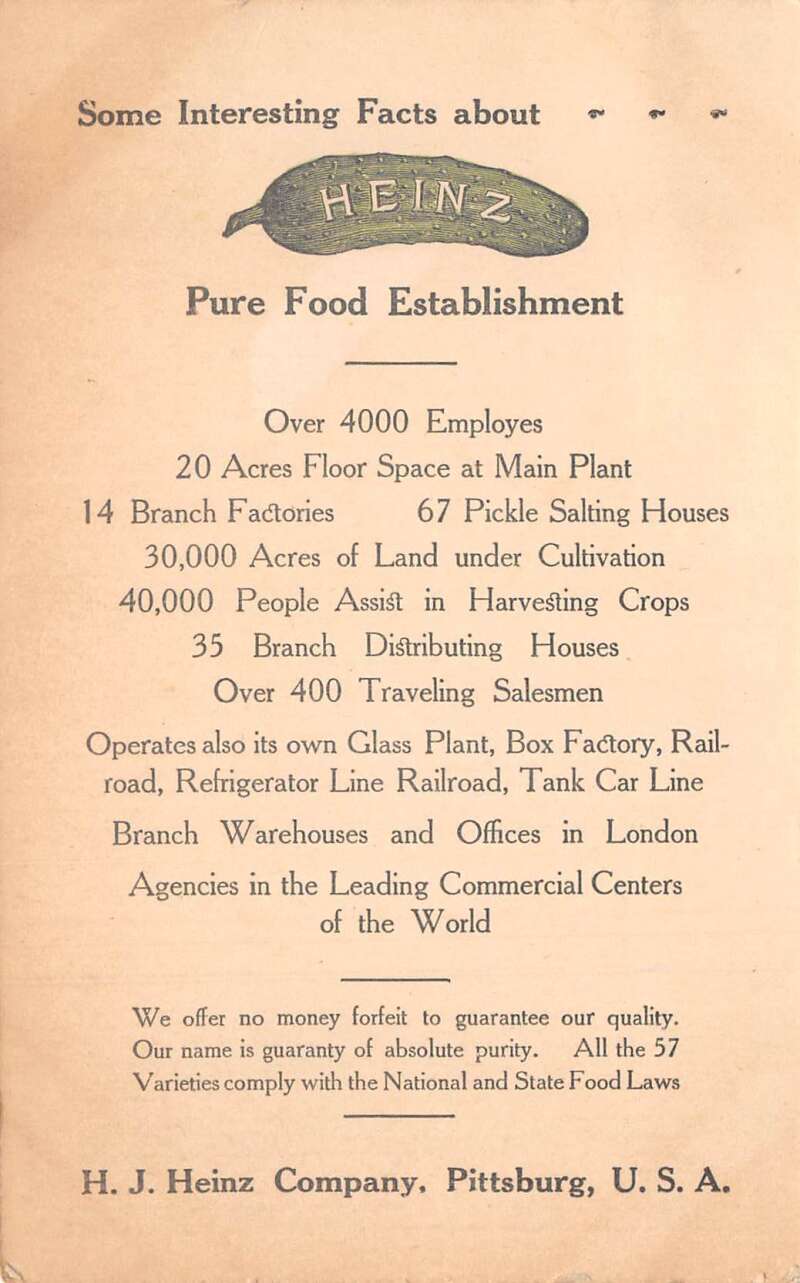 Some Interesting Facts about
HEINZ
Pure Food Establishment
Over 4000 Employes
20 Acres Floor Space at Main Plant
14 Branch Factories 67 Pickle Salting Houses
30,000 Acres of Land under Cultivation
40,000 People Assist in Harvesting Crops
35 Branch Distributing Houses
Over 400 Traveling Salesmen
Operates also its own Glass Plant, Box Factory, Rail-
road, Refrigerator Line Railroad, Tank Car Line
Branch Warehouses and Offices in London
Agencies in the Leading Commercial Centers
of the World
We offer no money forfeit to guarantee our quality.
Our name is guaranty of absolute purity. All the 57
Varieties comply with the National and State Food Laws
H. J. Heinz Company, Pittsburg, U. S. A.